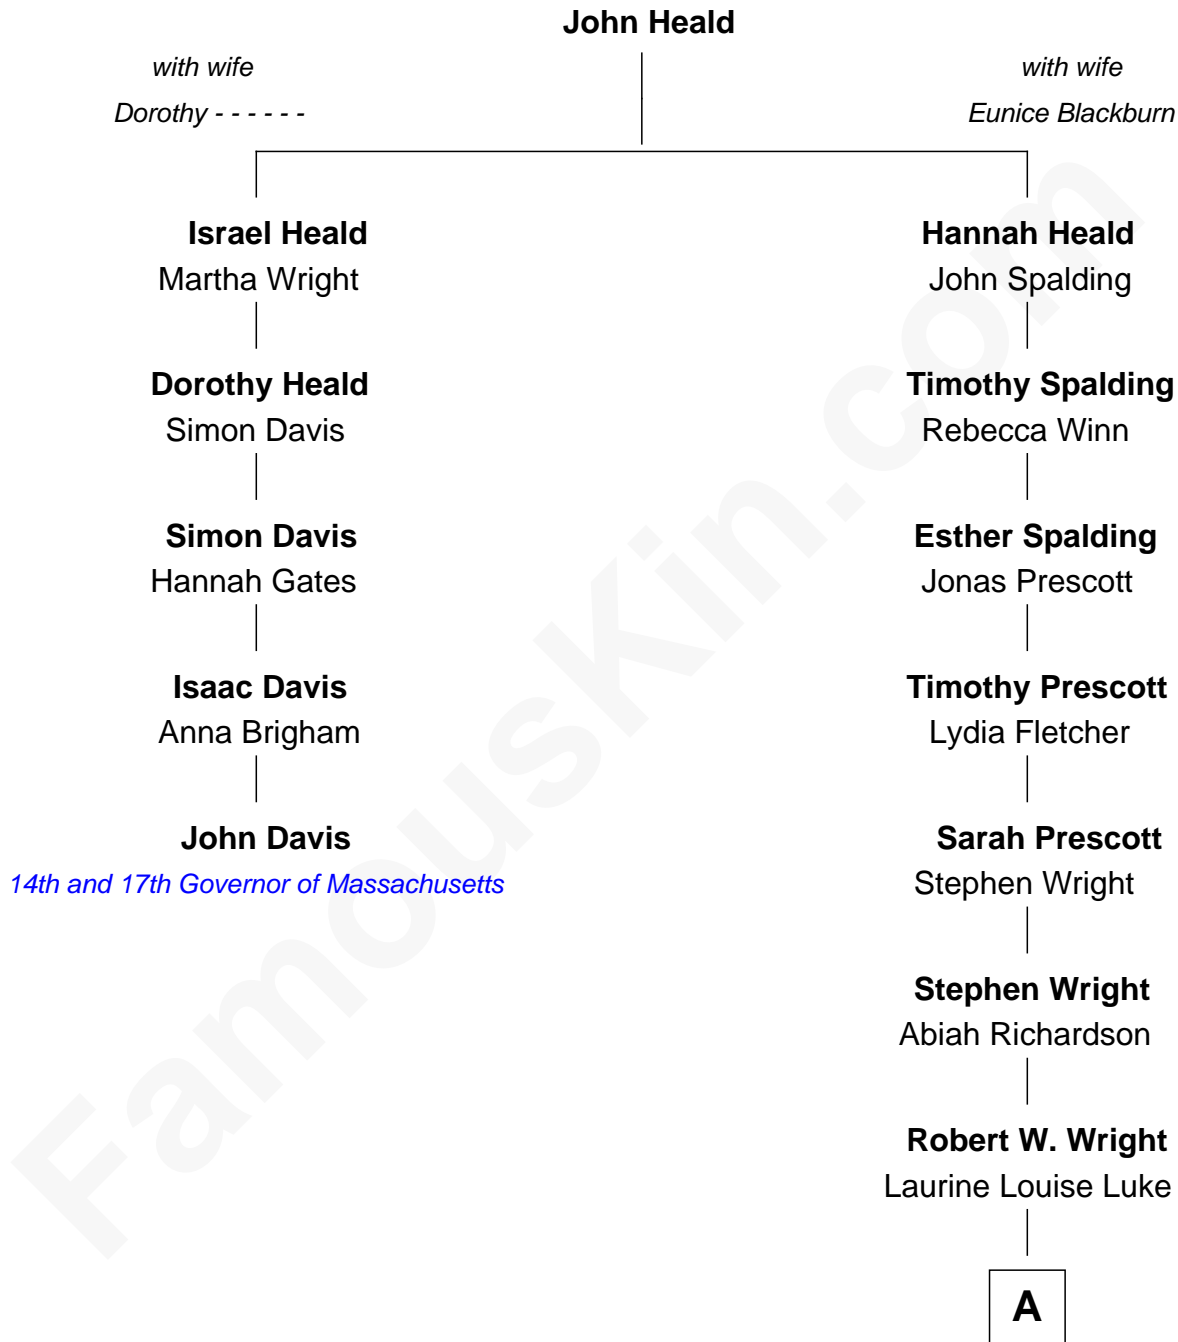 John Heald
with wife
Dorothy - - - - - -
with wife
Eunice Blackburn
Israel Heald
Martha Wright
Dorothy Heald
Simon Davis
Simon Davis
Hannah Gates
Isaac Davis
Anna Brigham
John Davis
14th and 17th Governor of Massachusetts
Hannah Heald
John Spalding
Timothy Spalding
Rebecca Winn
Esther Spalding
Jonas Prescott
Timothy Prescott
Lydia Fletcher
Sarah Prescott
Stephen Wright
Stephen Wright
Abiah Richardson
Robert W. Wright
Laurine Louise Luke
A
FamousKin.com